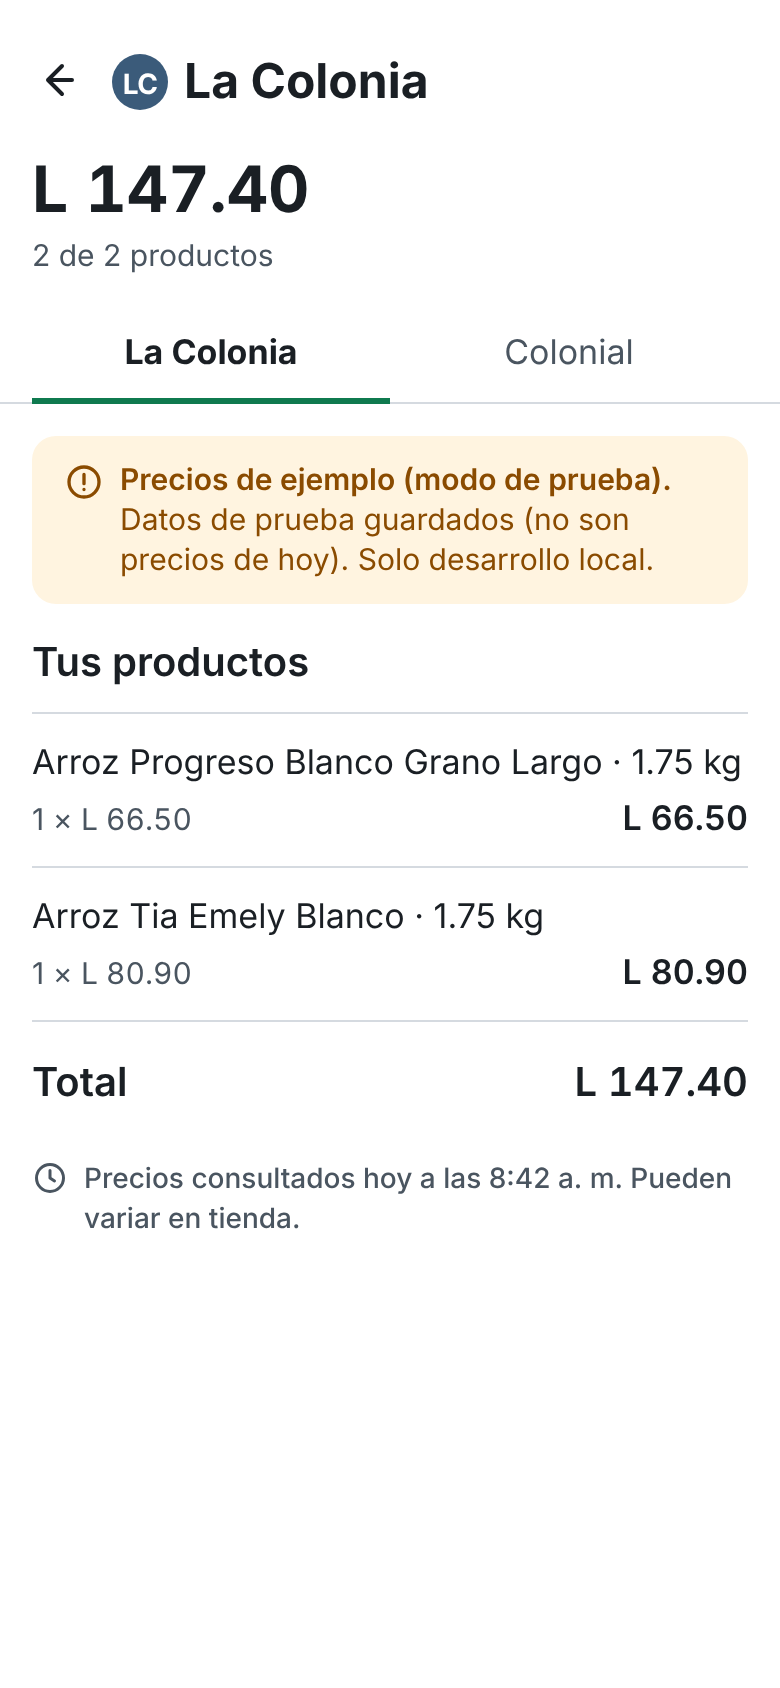 LC La Colonia
L 147.40
2 de 2 productos
La Colonia
Colonial
Precios de ejemplo (modo de prueba).
Datos de prueba guardados (no son
precios de hoy). Solo desarrollo local.
Tus productos
Arroz Progreso Blanco Grano Largo · 1.75 kg
1 × L 66.50
L 66.50
Arroz Tia Emely Blanco · 1.75 kg
1 × L 80.90
L 80.90
Total
L 147.40
Precios consultados hoy a las 8:42 a. m. Pueden
variar en tienda.